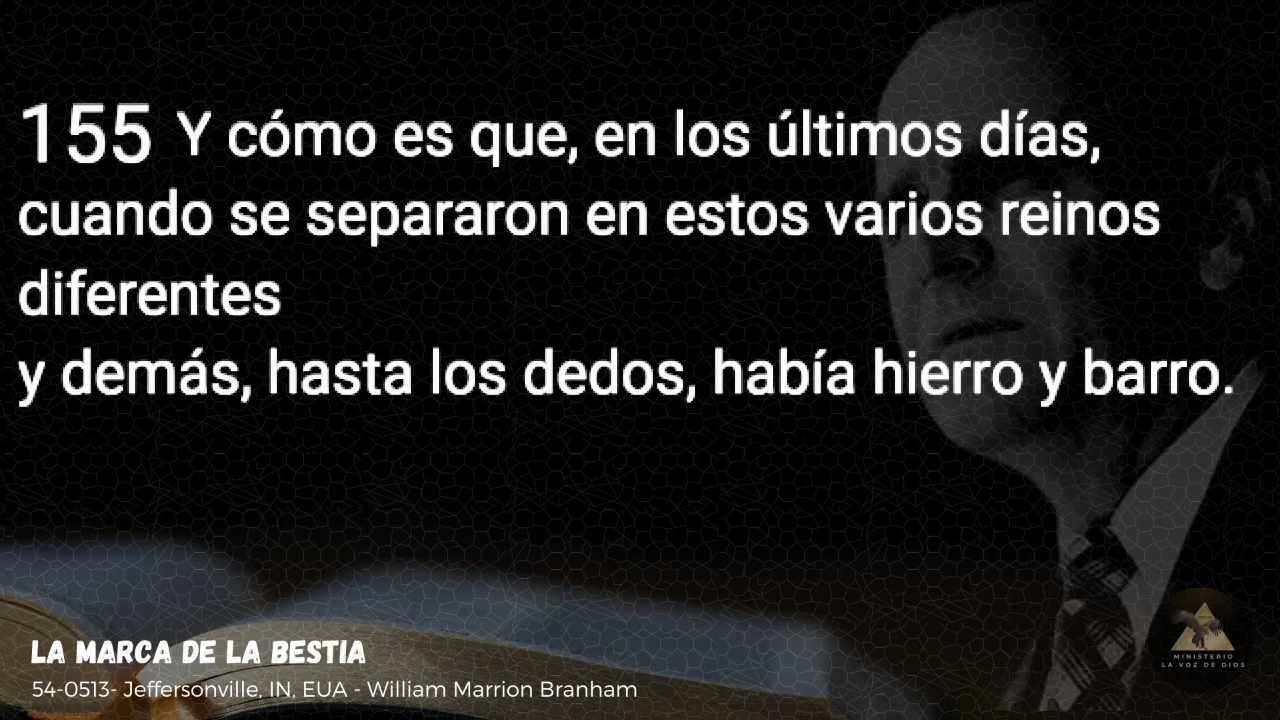 155 Y cómo es que, en los últimos días,
cuando se separaron en estos varios reinos
diferentes
y demás, hasta los dedos, había hierro y barro.
LA MARCA DE LA BESTIA
54-0513- Jeffersonville, IN, EUA - William Marrion Branham
MINISTERIO
LA VOZ DE DIOS